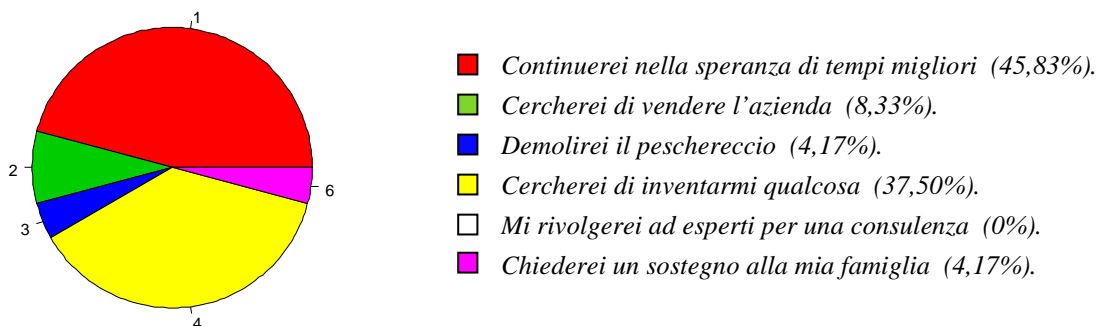 1
2
3
4
6
Continuerei nella speranza di tempi migliori (45,83%).
Cercherei di vendere l'azienda (8,33%).
Demolirei il peschereccio (4,17%).
Cercherei di inventarmi qualcosa (37,50%).
Mi rivolgerei ad esperti per una consulenza (0%).
Chiederei un sostegno alla mia famiglia (4,17%).